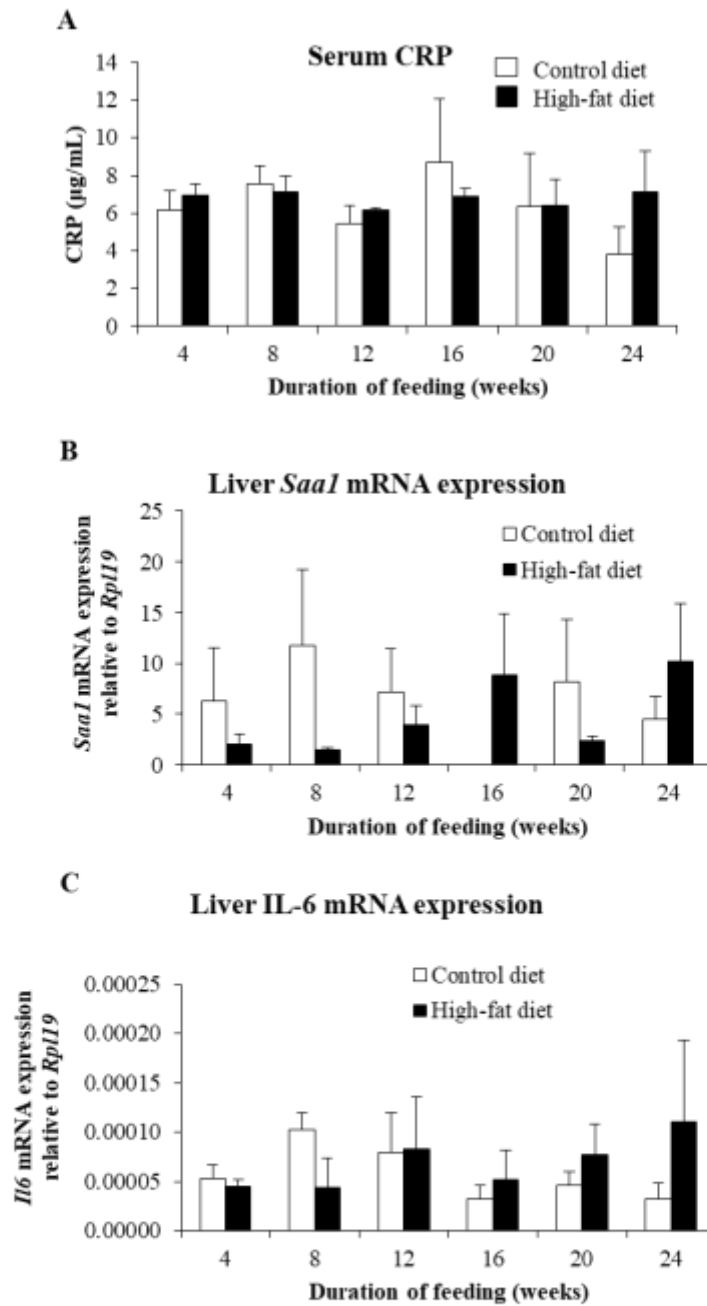 A
Serum CRP
Control diet
High-fat diet
14
12
10
8
6
4
2
0
CRP (µg/mL)
4 8 12 16 20 24
Duration of feeding (weeks)
B
Liver Saa1 mRNA expression
Control diet
High-fat diet
25
20
15
10
5
0
Saa1 mRNA expression
relative to Rpl19
4 8 12 16 20 24
Duration of feeding (weeks)
C
Liver IL-6 mRNA expression
Control diet
High-fat diet
0.00025
0.00020
0.00015
0.00010
0.00005
0.00000
Il6 mRNA expression
relative to Rpl19
4 8 12 16 20 24
Duration of feeding (weeks)